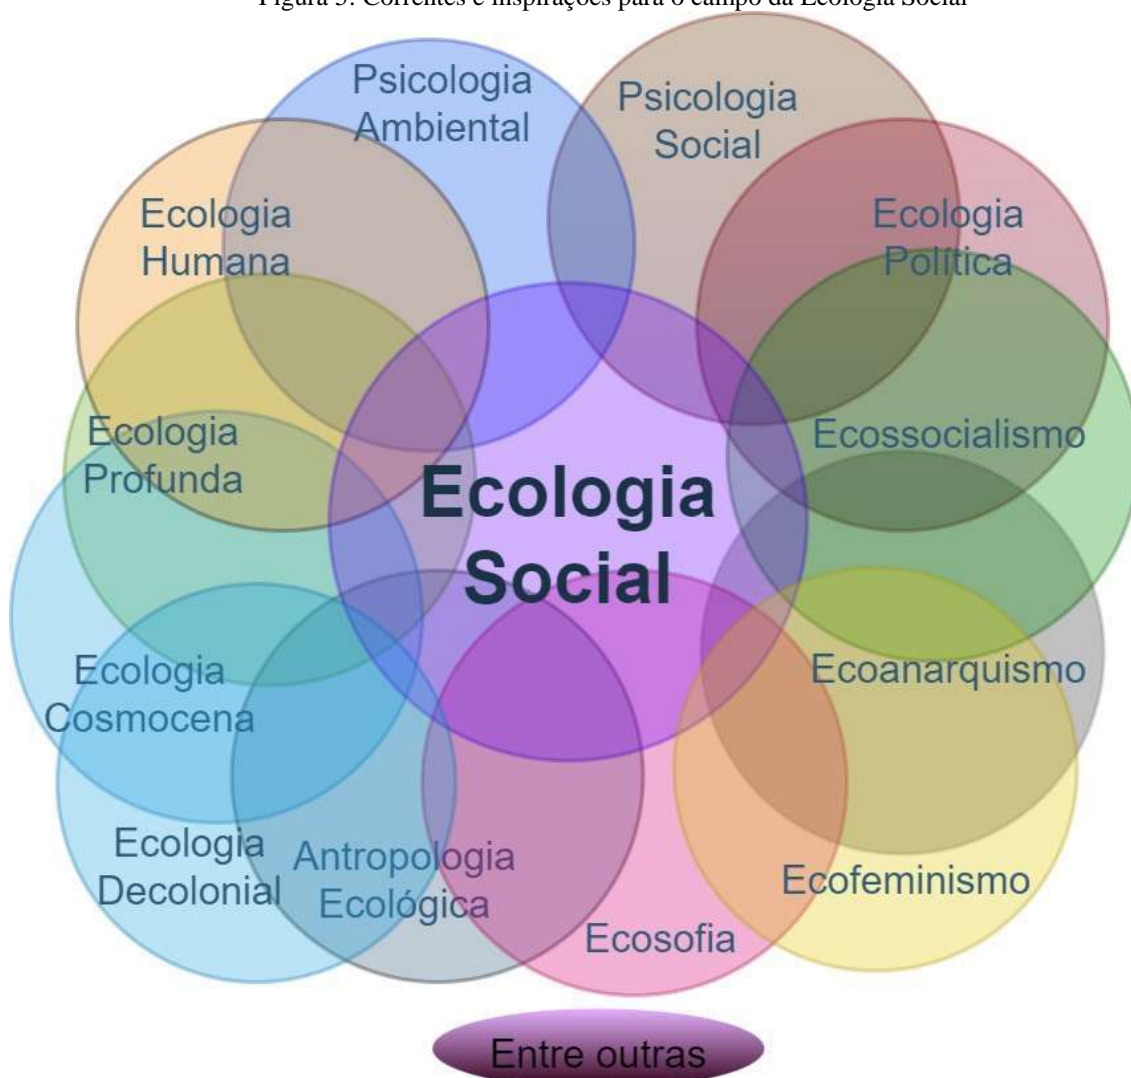 Figura 5: Correntes e inspirações para o campo da Ecologia Social
Psicologia
Ambiental
Psicologia
Social
Ecologia
Humana
Ecologia
Política
Ecologia
Profunda
Ecossocialismo
Ecologia
Social
Ecologia
Cosmocena
Ecoanarquismo
Ecologia
Decolonial
Antropologia
Ecológica
Ecofeminismo
Ecosofia
Entre outras